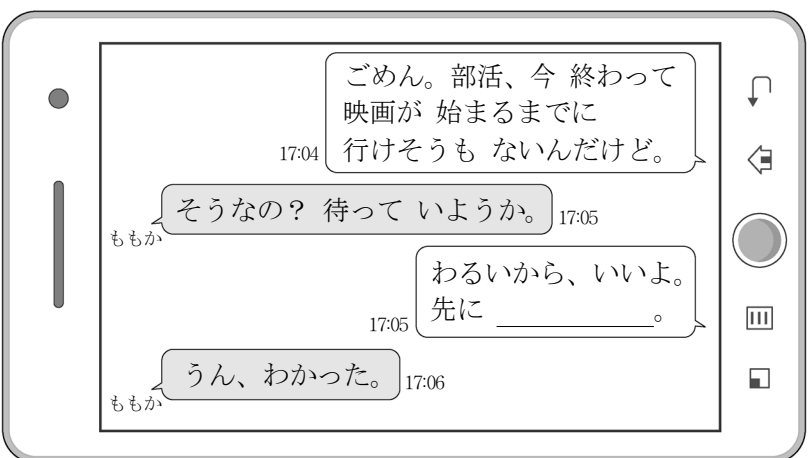 ごめん。部活、今 終わって
映画が 始まるまでに
行けそうも ないんだけど。
17:04
そうなの? 待って いようか。
17:05
ももか
わるいから、いいよ。
先に ____________。
17:05
うん、わかった。
17:06
ももか